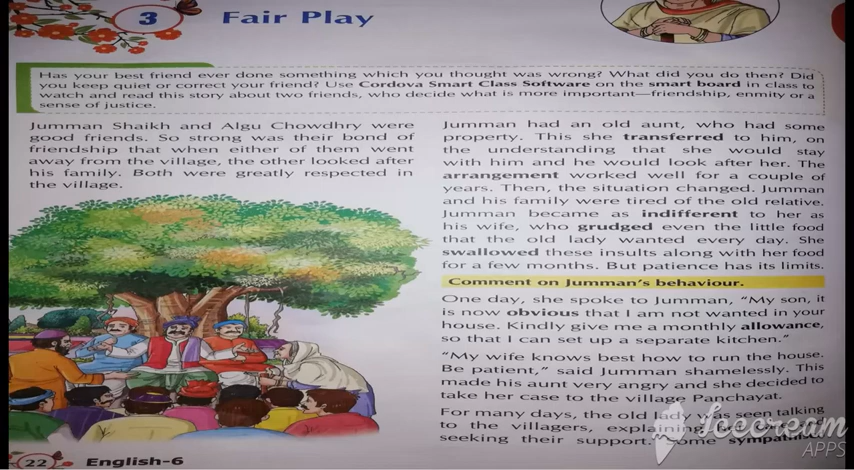 3 Fair Play
Has your best friend ever done something which you thought was wrong? What did you do then? Did
you keep quiet or correct your friend? Use Cordova Smart Class Software on the smart board in class to
watch and read this story about two friends, who decide what is more important—friendship, enmity or a
sense of justice.
Jumman Shaikh and Algu Chowdhry were
good friends. So strong was their bond of
friendship that when either of them went
away from the village, the other looked after
his family. Both were greatly respected in
the village.
Jumman had an old aunt, who had some
property. This she transferred to him, on
the understanding that she would stay
with him and he would look after her. The
arrangement worked well for a couple of
years. Then, the situation changed. Jumman
and his family were tired of the old relative.
Jumman became as indifferent to her as
his wife, who grudged even the little food
that the old lady wanted every day. She
swallowed these insults along with her food
for a few months. But patience has its limits.
Comment on Jumman's behaviour.
One day, she spoke to Jumman, "My son, it
is now obvious that I am not wanted in your
house. Kindly give me a monthly allowance,
so that I can set up a separate kitchen."
"My wife knows best how to run the house.
Be patient," said Jumman shamelessly. This
made his aunt very angry and she decided to
take her case to the village Panchayat.
For many days, the old lady was seen talking
to the villagers, explaining
seeking their support.
22 English-6
Icecream
APPS